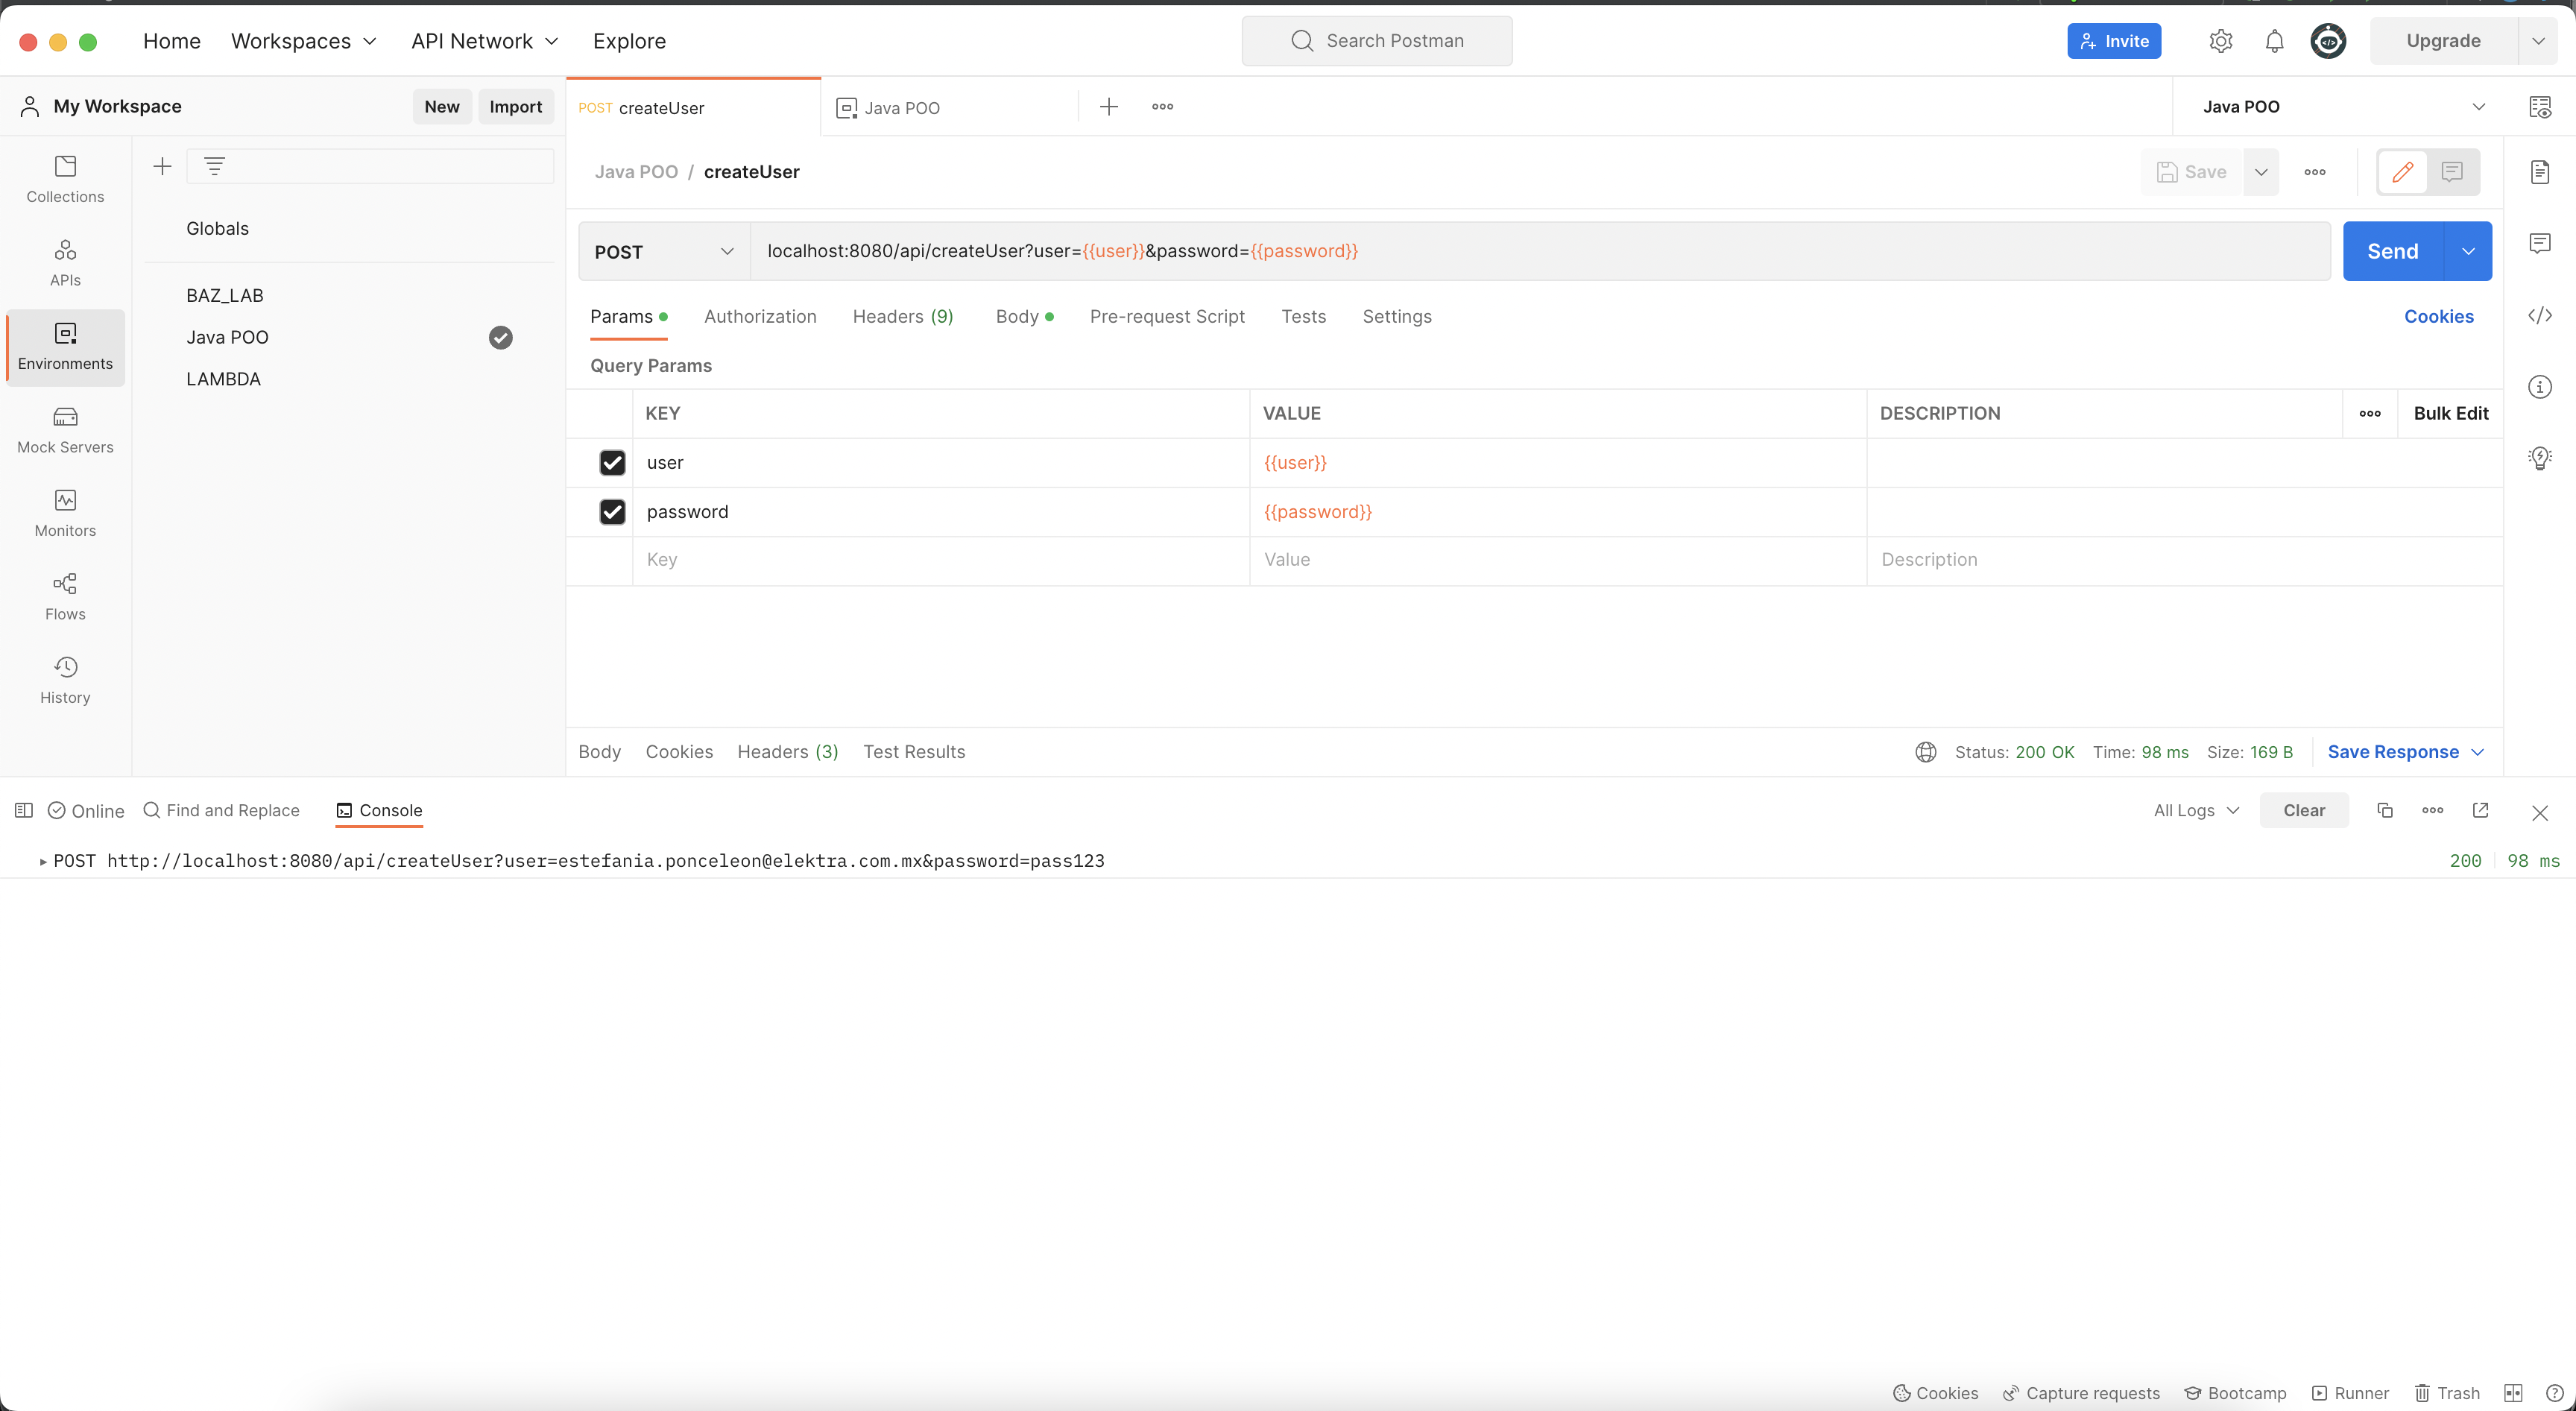 Home Workspaces API Network Explore Search Postman Invite Upgrade
My Workspace New Import POST createUser Java POO Java POO
Collections
APIs
Environments
Mock Servers
Monitors
Flows
History
Globals
BAZ_LAB
Java POO
LAMBDA
Java POO / createUser Save
POST localhost:8080/api/createUser?user={{user}}&password={{password}} Send
Params Authorization Headers (9) Body Pre-request Script Tests Settings Cookies
Query Params
KEY VALUE DESCRIPTION Bulk Edit
user {{user}}
password {{password}}
Key Value Description
Body Cookies Headers (3) Test Results Status: 200 OK Time: 98 ms Size: 169 B Save Response
Online Find and Replace Console All Logs Clear
POST http://localhost:8080/api/createUser?user=estefania.ponceleon@elektra.com.mx&password=pass123 200 98 ms
Cookies Capture requests Bootcamp Runner Trash